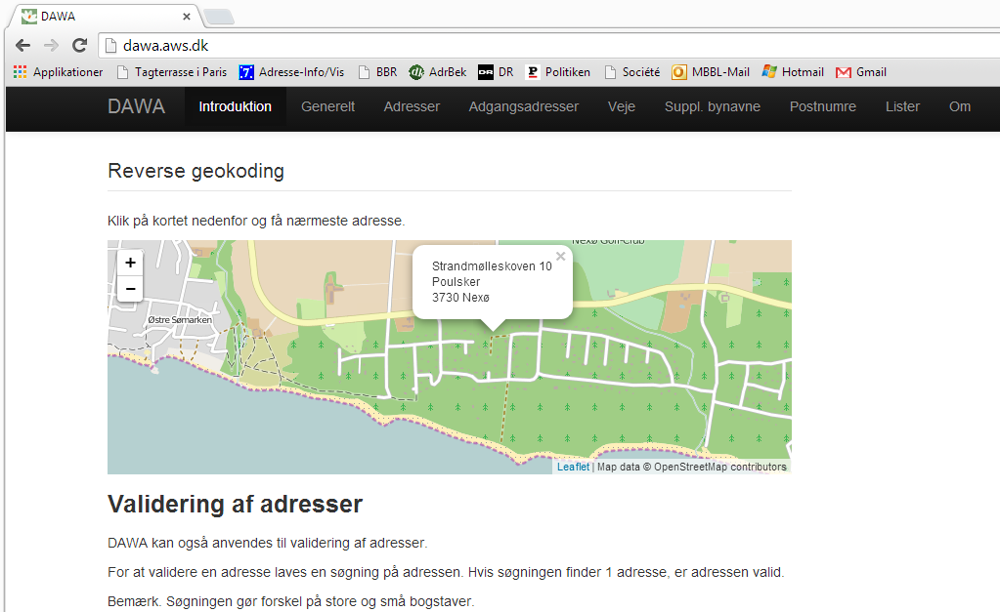 DAWA
dawa.aws.dk
Applikationer Tagterrasse i Paris 7 Adresse-Info/Vis BBR dk AdrBek DR DR P Politiken Société MBBL-Mail Hotmail Gmail
DAWA Introduktion Generelt Adresser Adgangsadresser Veje Suppl. bynavne Postnumre Lister Om
Reverse geokoding
Klik på kortet nedenfor og få nærmeste adresse.
Nexø Golf-Club
+
−
Strandmølleskoven 10
Poulsker
3730 Nexø
Østre Sømarken
Leaflet | Map data © OpenStreetMap contributors
Validering af adresser
DAWA kan også anvendes til validering af adresser.
For at validere en adresse laves en søgning på adressen. Hvis søgningen finder 1 adresse, er adressen valid.
Bemærk. Søgningen gør forskel på store og små bogstaver.